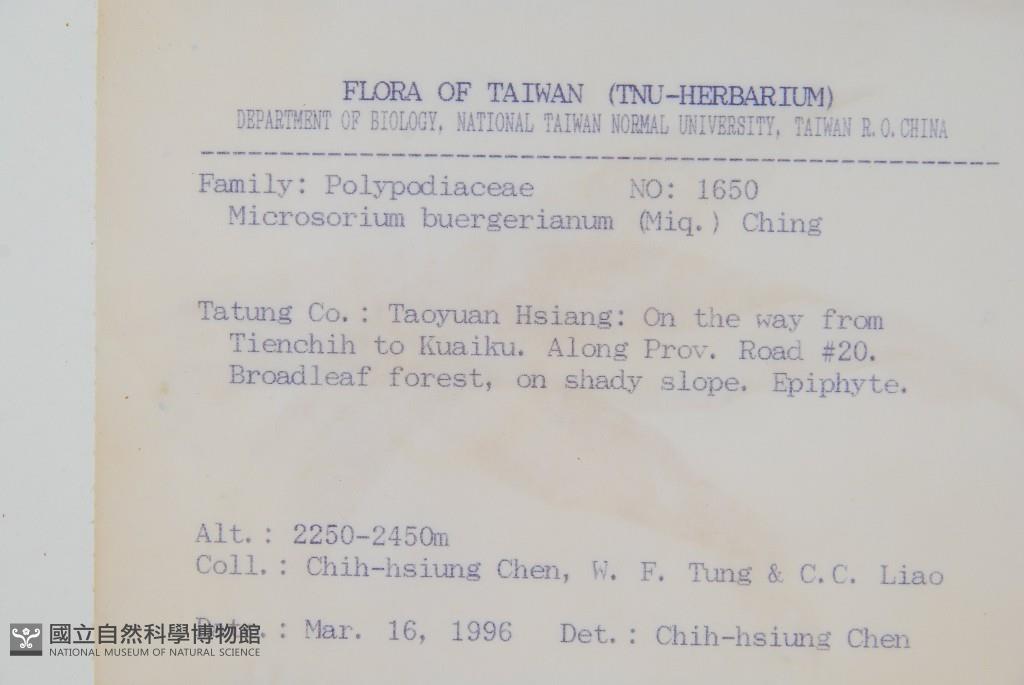 FLORA OF TAIWAN (TNU-HERBARIUM)
DEPARTMENT OF BIOLOGY, NATIONAL TAIWAN NORMAL UNIVERSITY, TAIWAN R.O.CHINA
Family: Polypodiaceae NO: 1650
Microsorium buergerianum (Miq.) Ching
Tatung Co.: Taoyuan Hsiang: On the way from
Tienchih to Kuaiku. Along Prov. Road #20.
Broadleaf forest, on shady slope. Epiphyte.
Alt.: 2250-2450m
Coll.: Chih-hsiung Chen, W. F. Tung & C.C. Liao
: Mar. 16, 1996 Det.: Chih-hsiung Chen
國立自然科學博物館
NATIONAL MUSEUM OF NATURAL SCIENCE